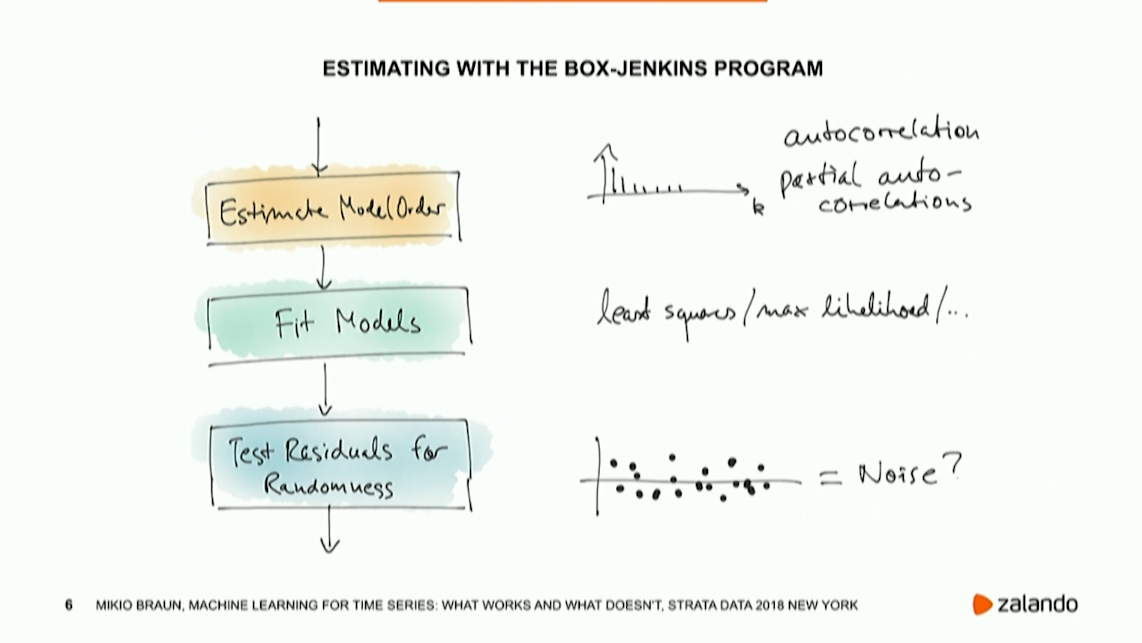 ESTIMATING WITH THE BOX-JENKINS PROGRAM
Estimate Model Order
autocorrelation
partial auto-
correlations
k
Fit Models
least squares/max likelihood/...
Test Residuals for
Randomness
= Noise?
6 MIKIO BRAUN, MACHINE LEARNING FOR TIME SERIES: WHAT WORKS AND WHAT DOESN'T, STRATA DATA 2018 NEW YORK
zalando